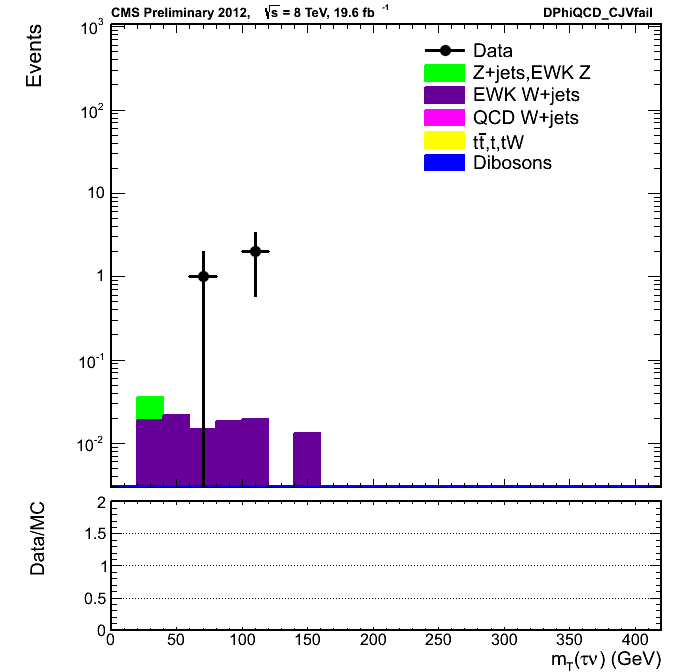 CMS Preliminary 2012, √s = 8 TeV, 19.6 fb⁻¹ DPhiQCD_CJVfail
Events
10³
10²
10
1
10⁻¹
10⁻²
Data
Z+jets,EWK Z
EWK W+jets
QCD W+jets
tt̅,t,tW
Dibosons
Data/MC
2
1.5
1
0.5
0
0 50 100 150 200 250 300 350 400
m_T(τν) (GeV)